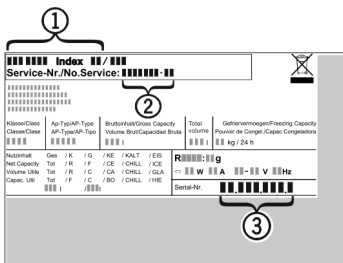 1
Index / 
Service-Nr./No.Service: -
2
Klasse/Class Ap-Typ/AP-Type Bruttoinhalt/Gross Capacity Total Gefriervermoegen/Freezing Capacity
Classe/Clase AP-Type/AP-Tipo Volume Brut/Capacidad Bruta volume Pouvoir de Congel./Capac.Congeladora
l l kg / 24 h
Nutzinhalt Ges / K / G / KE / KALT / EIS R : g
Net.Capacity Tot / R / F / CE / CHILL / ICE
Volume Utile Tot / F / C / CA / CHILL / GLA W A - V Hz
Capac. Util Tot / F / C / BO / CHILL / HIE Serial-Nr. . . .
l / l
3